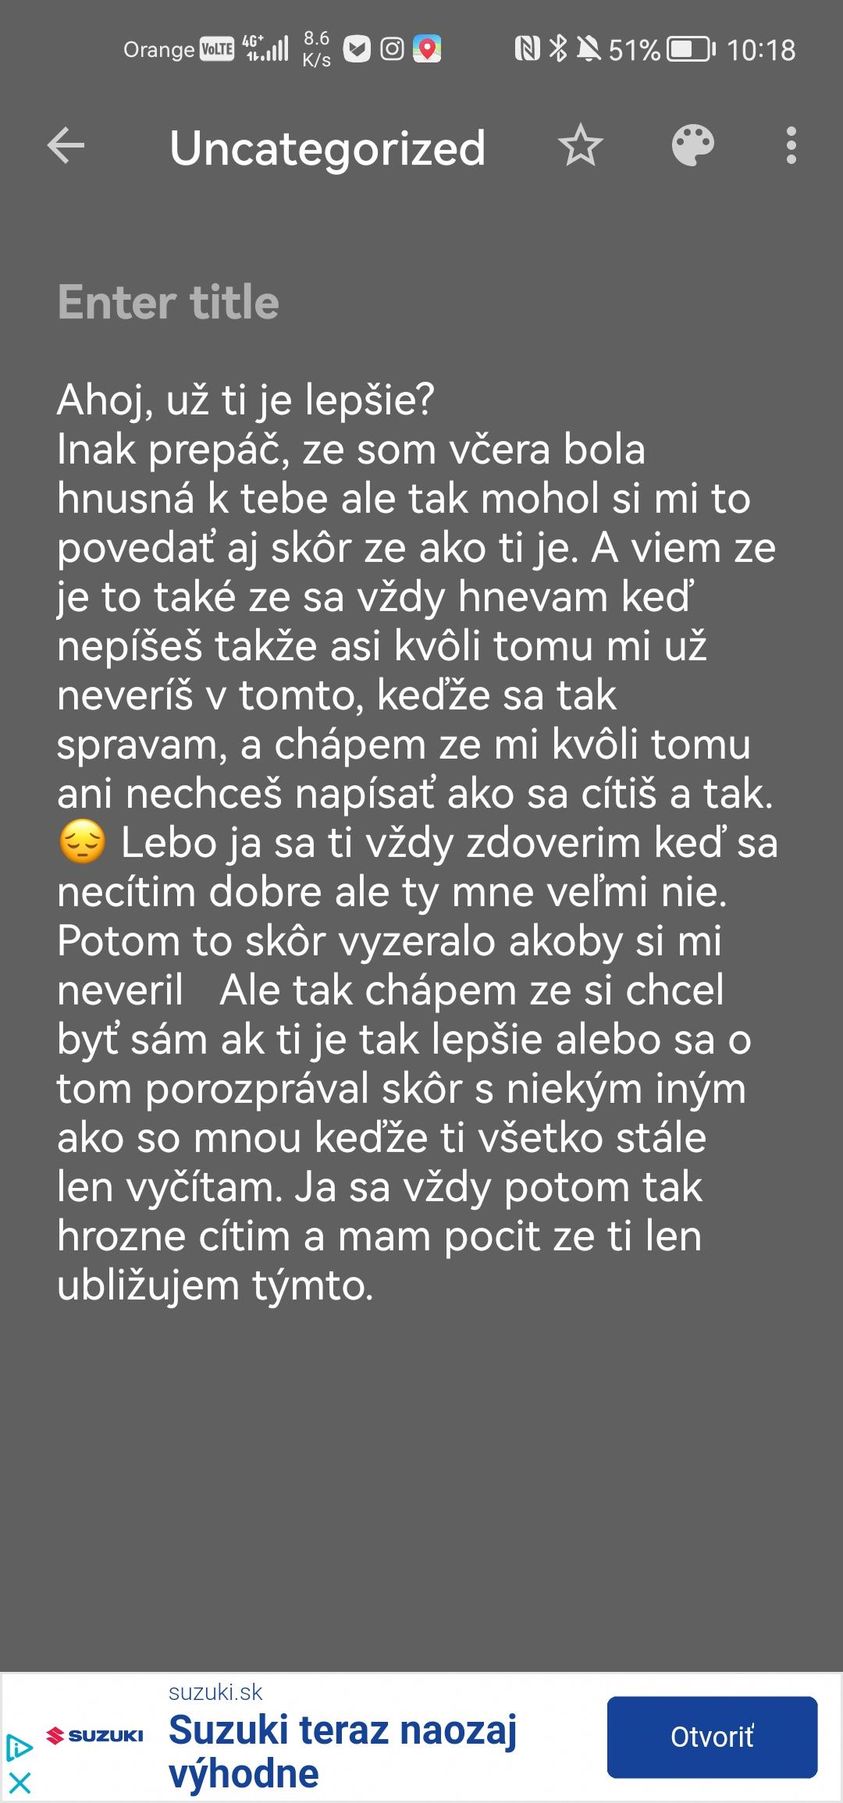 Orange VoLTE 4G+ 8.6 K/s 51% 10:18
Uncategorized
Enter title
Ahoj, už ti je lepšie?
Inak prepáč, ze som včera bola
hnusná k tebe ale tak mohol si mi to
povedať aj skôr ze ako ti je. A viem ze
je to také ze sa vždy hnevam keď
nepíšeš takže asi kvôli tomu mi už
neveríš v tomto, keďže sa tak
spravam, a chápem ze mi kvôli tomu
ani nechceš napísať ako sa cítiš a tak.
😔 Lebo ja sa ti vždy zdoverim keď sa
necítim dobre ale ty mne veľmi nie.
Potom to skôr vyzeralo akoby si mi
neveril   Ale tak chápem ze si chcel
byť sám ak ti je tak lepšie alebo sa o
tom porozprával skôr s niekým iným
ako so mnou keďže ti všetko stále
len vyčítam. Ja sa vždy potom tak
hrozne cítim a mam pocit ze ti len
ubližujem týmto.
suzuki.sk
SUZUKI
Suzuki teraz naozaj
výhodne
Otvoriť